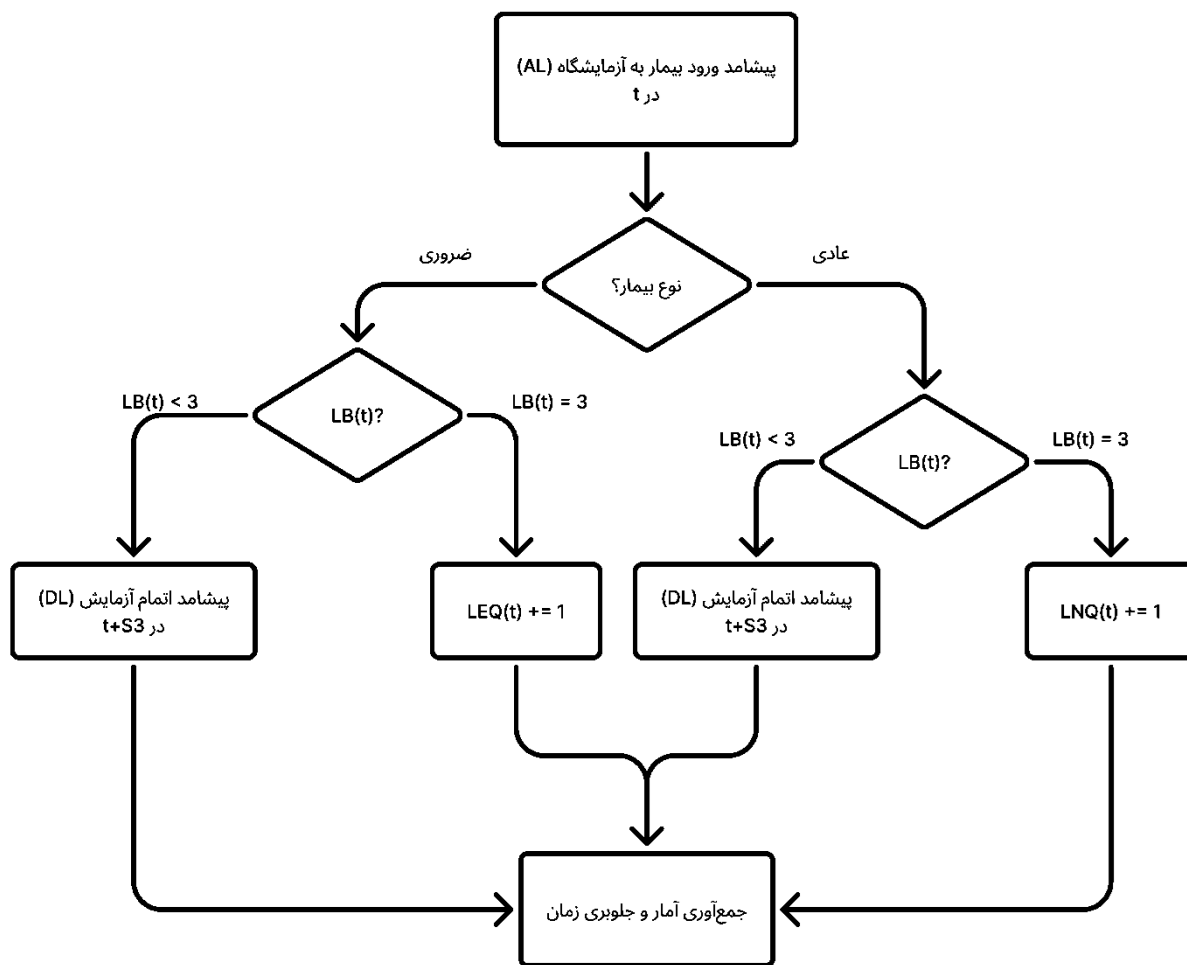 پیشامد ورود بیمار به آزمایشگاه (AL)
در t
ضروری
عادی
نوع بیمار؟
LB(t) < 3
LB(t)?
LB(t) = 3
LB(t) < 3
LB(t)?
LB(t) = 3
پیشامد اتمام آزمایش (DL)
در t+S3
LEQ(t) += 1
پیشامد اتمام آزمایش (DL)
در t+S3
LNQ(t) += 1
جمع‌آوری آمار و جلوبری زمان